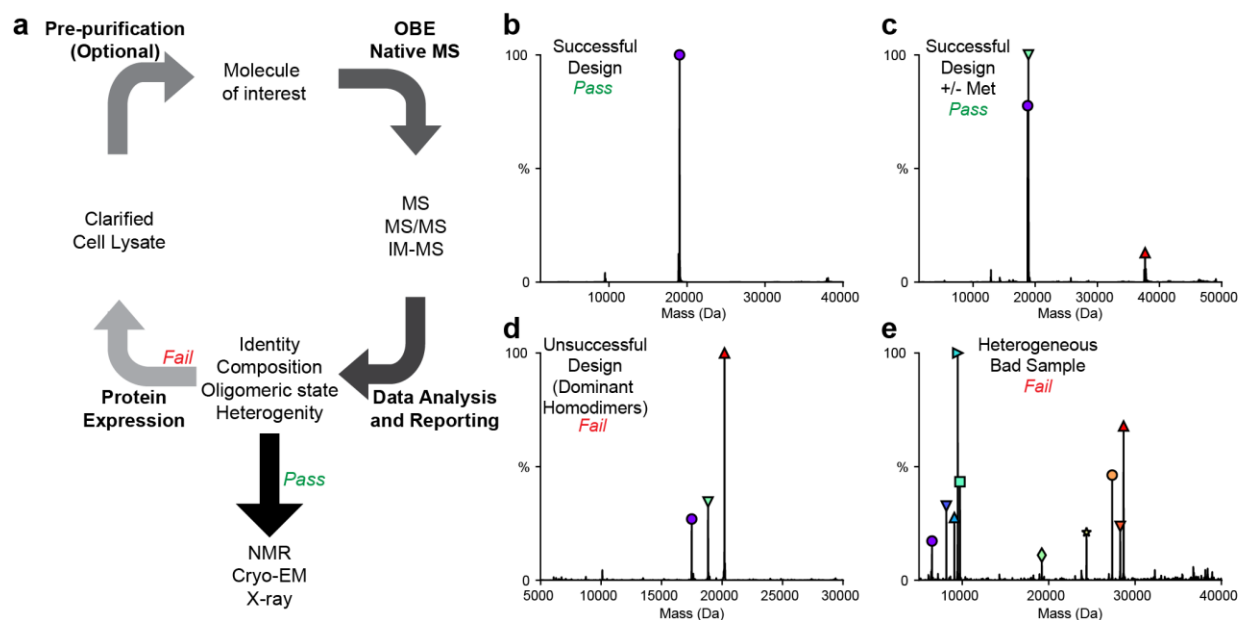 a
Pre-purification
(Optional)
OBE
Native MS
Molecule
of interest
MS
MS/MS
IM-MS
Clarified
Cell Lysate
Fail
Identity
Composition
Oligomeric state
Heterogenity
Protein
Expression
Data Analysis
and Reporting
Pass
NMR
Cryo-EM
X-ray
b
Successful
Design
Pass
100
%
0
10000 20000 30000 40000
Mass (Da)
c
Successful
Design
+/- Met
Pass
100
%
0
10000 20000 30000 40000 50000
Mass (Da)
d
Unsuccessful
Design
(Dominant
Homodimers)
Fail
100
%
0
5000 10000 15000 20000 25000 30000
Mass (Da)
e
Heterogeneous
Bad Sample
Fail
100
%
0
10000 20000 30000 40000
Mass (Da)